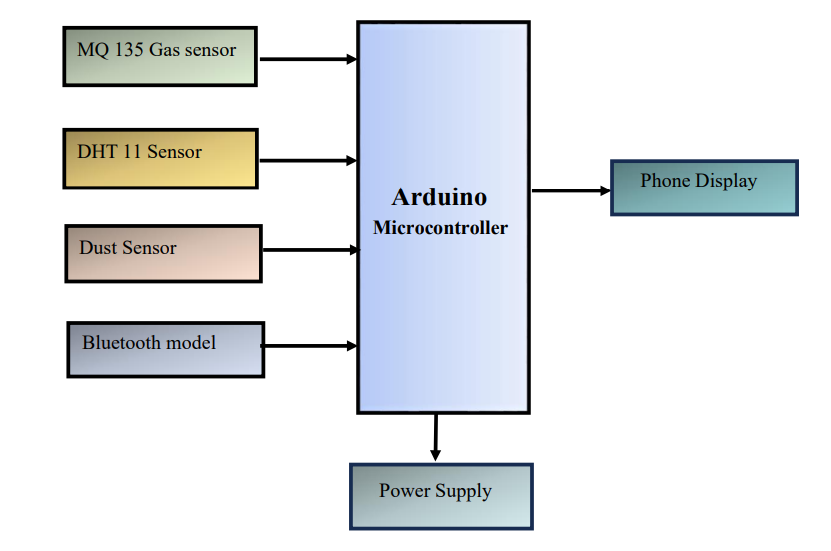 MQ 135 Gas sensor
DHT 11 Sensor
Dust Sensor
Bluetooth model
Arduino
Microcontroller
Phone Display
Power Supply